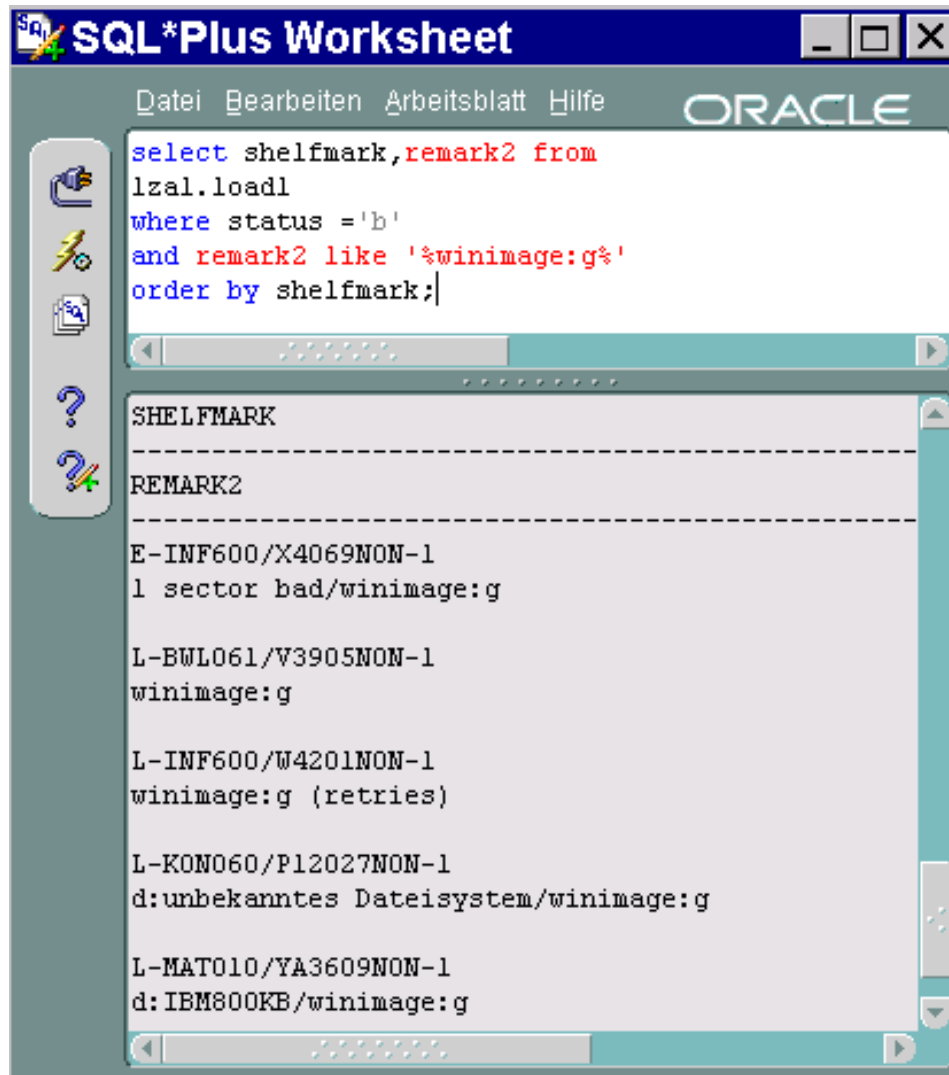 SQL*Plus Worksheet
Datei Bearbeiten Arbeitsblatt Hilfe ORACLE
select shelfmark,remark2 from
lzal.loadl
where status ='b'
and remark2 like '%winimage:g%'
order by shelfmark;
SHELFMARK
------------------------------------------------
REMARK2
------------------------------------------------
E-INF600/X4069NON-1
1 sector bad/winimage:g
L-BWL061/V3905NON-1
winimage:g
L-INF600/W4201NON-1
winimage:g (retries)
L-KON060/P12027NON-1
d:unbekanntes Dateisystem/winimage:g
L-MAT010/YA3609NON-1
d:IBM800KB/winimage:g